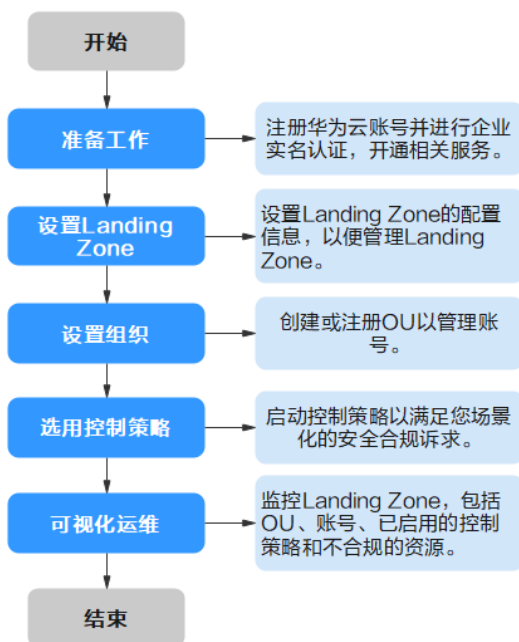 开始
准备工作
注册华为云账号并进行企业
实名认证，开通相关服务。
设置Landing
Zone
设置Landing Zone的配置
信息，以便管理Landing
Zone。
设置组织
创建或注册OU以管理账
号。
选用控制策略
启动控制策略以满足您场景
化的安全合规诉求。
可视化运维
监控Landing Zone，包括
OU、账号、已启用的控制
策略和不合规的资源。
结束